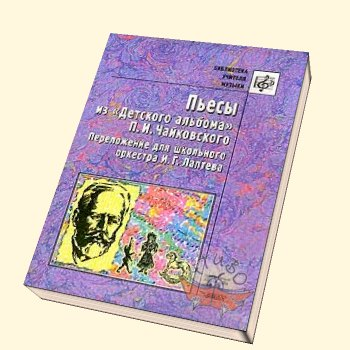 БИБЛИОТЕКА
УЧИТЕЛЯ
МУЗЫКИ
Пьесы
из «Детского альбома»
П. И. Чайковского
Переложение для школьного
оркестра И. Г. Лаптева